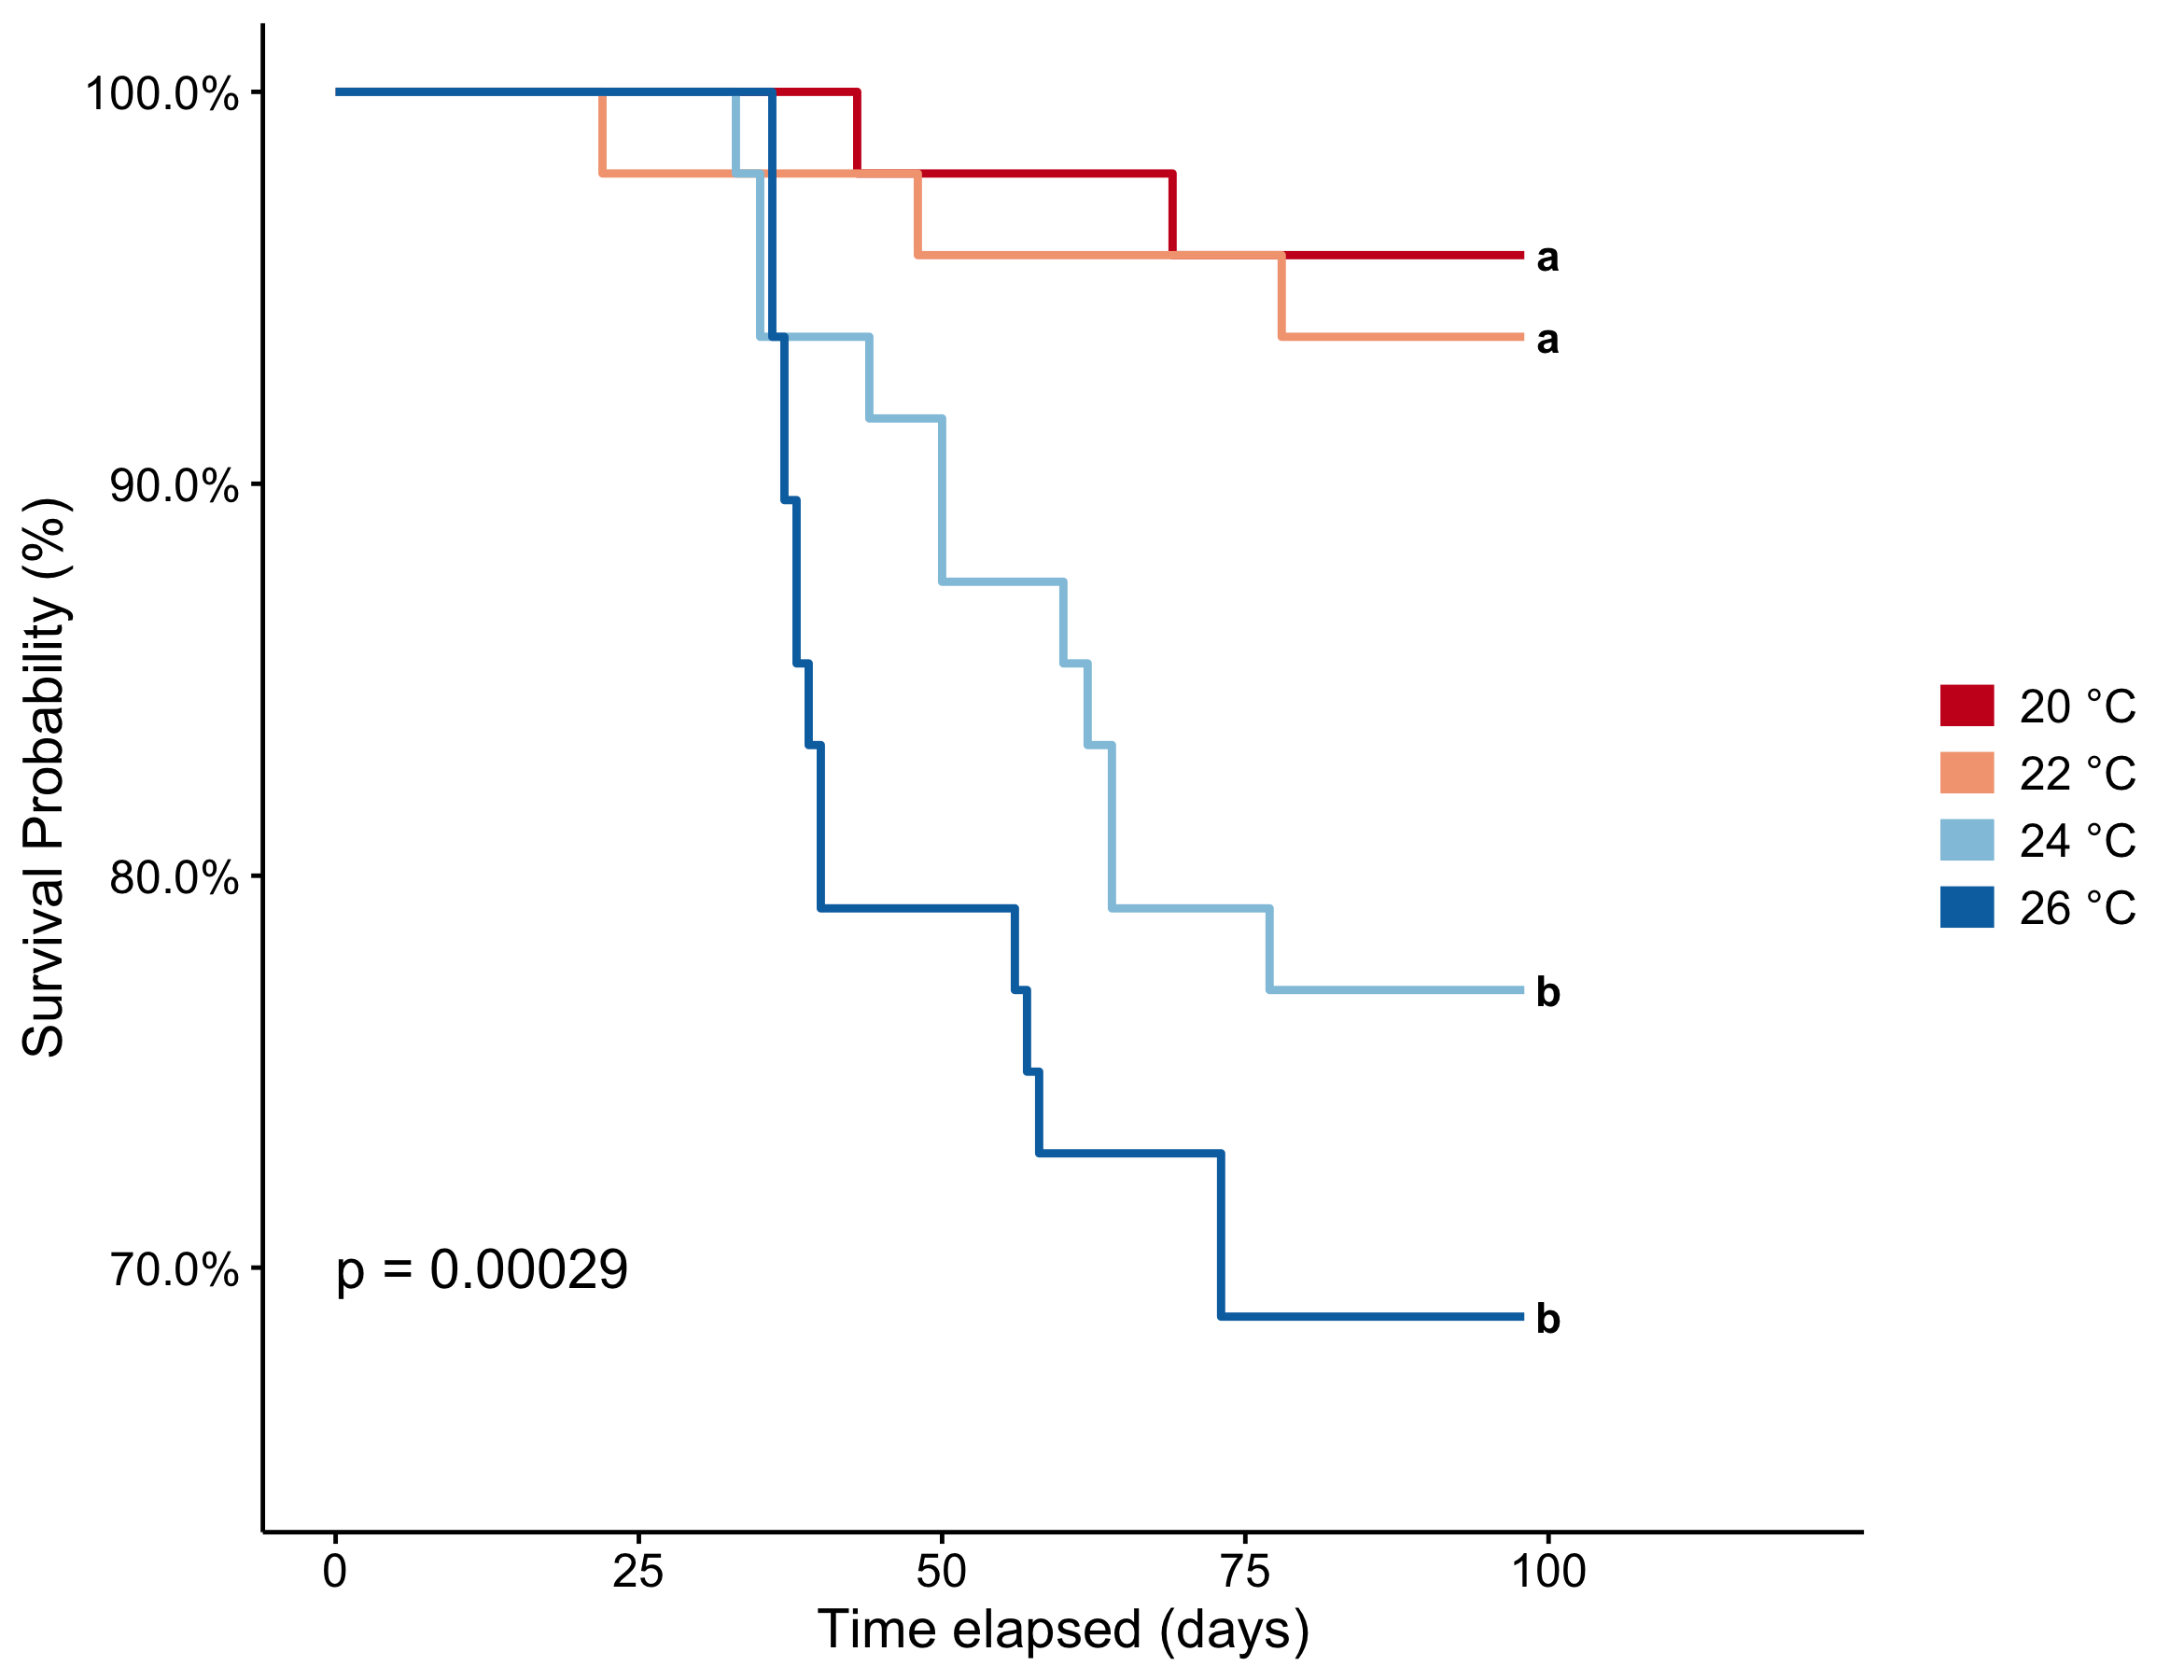 100.0%
90.0%
80.0%
70.0%
Survival Probability (%)
a
a
b
b
p = 0.00029
0 25 50 75 100
Time elapsed (days)
20 °C
22 °C
24 °C
26 °C